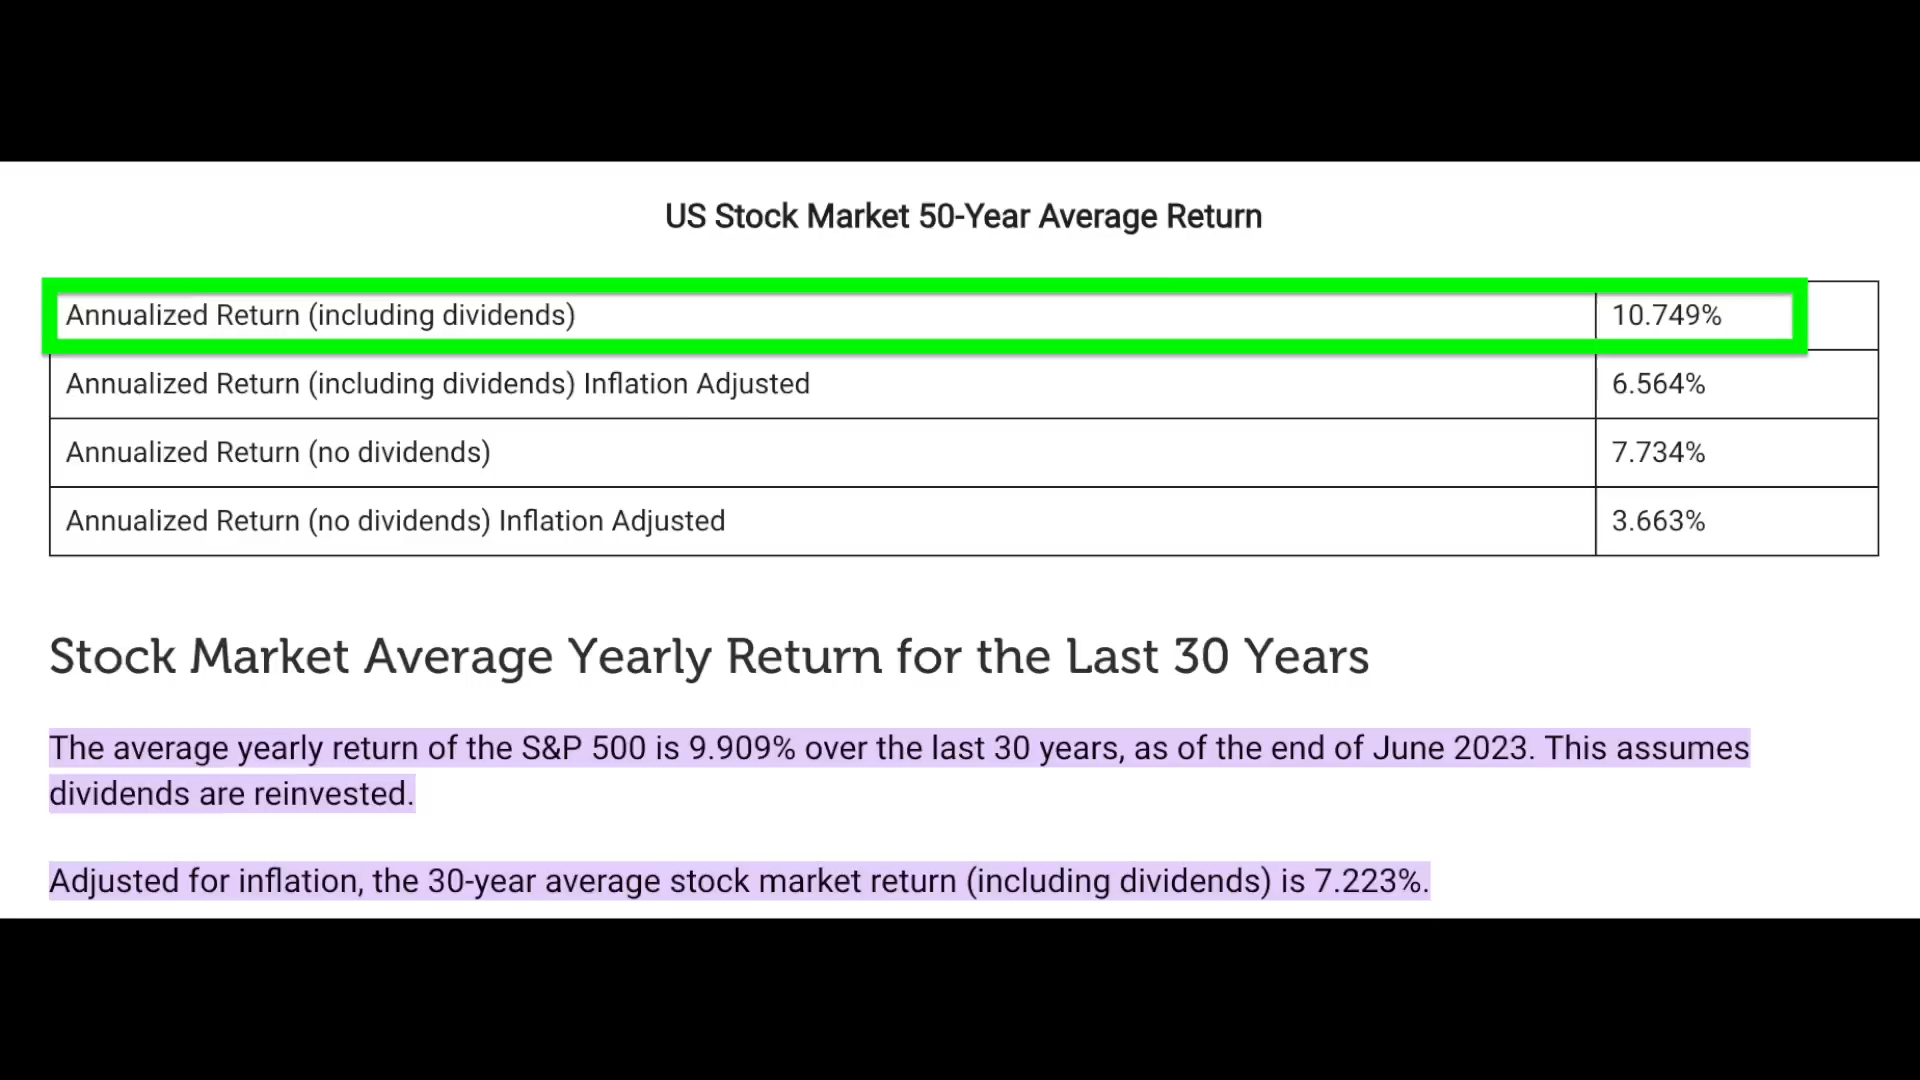 US Stock Market 50-Year Average Return
Annualized Return (including dividends) 10.749%
Annualized Return (including dividends) Inflation Adjusted 6.564%
Annualized Return (no dividends) 7.734%
Annualized Return (no dividends) Inflation Adjusted 3.663%
Stock Market Average Yearly Return for the Last 30 Years
The average yearly return of the S&P 500 is 9.909% over the last 30 years, as of the end of June 2023. This assumes
dividends are reinvested.
Adjusted for inflation, the 30-year average stock market return (including dividends) is 7.223%.